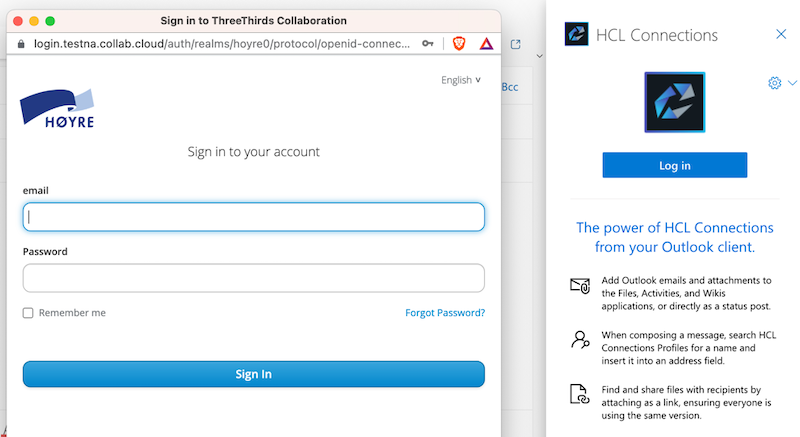 Sign in to ThreeThirds Collaboration
login.testna.collab.cloud/auth/realms/hoyre0/protocol/openid-connec...
English
HØYRE
Sign in to your account
email
Password
Remember me
Forgot Password?
Sign In
Bcc
HCL Connections
Log in
The power of HCL Connections
from your Outlook client.
Add Outlook emails and attachments to
the Files, Activities, and Wikis
applications, or directly as a status post.
When composing a message, search HCL
Connections Profiles for a name and
insert it into an address field.
Find and share files with recipients by
attaching as a link, ensuring everyone is
using the same version.